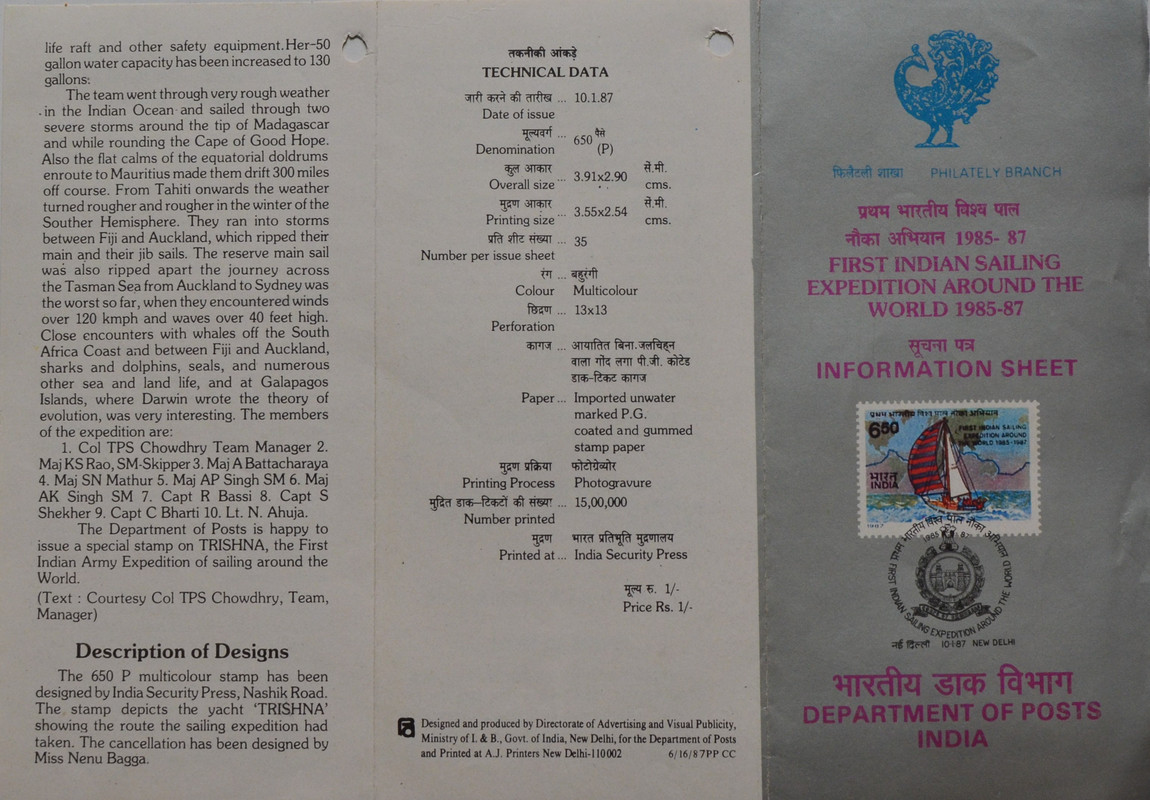 life raft and other safety equipment. Her-50
gallon water capacity has been increased to 130
gallons:
The team went through very rough weather
in the Indian Ocean and sailed through two
severe storms around the tip of Madagascar
and while rounding the Cape of Good Hope.
Also the flat calms of the equatorial doldrums
enroute to Mauritius made them drift 300 miles
off course. From Tahiti onwards the weather
turned rougher and rougher in the winter of the
Souther Hemisphere. They ran into storms
between Fiji and Auckland, which ripped their
main and their jib sails. The reserve main sail
was also ripped apart the journey across
the Tasman Sea from Auckland to Sydney was
the worst so far, when they encountered winds
over 120 kmph and waves over 40 feet high.
Close encounters with whales off the South
Africa Coast and between Fiji and Auckland,
sharks and dolphins, seals, and numerous
other sea and land life, and at Galapagos
Islands, where Darwin wrote the theory of
evolution, was very interesting. The members
of the expedition are:
1. Col TPS Chowdhry Team Manager 2.
Maj KS Rao, SM-Skipper 3. Maj A Battacharaya
4. Maj SN Mathur 5. Maj AP Singh SM 6. Maj
AK Singh SM 7. Capt R Bassi 8. Capt S
Shekher 9. Capt C Bharti 10. Lt. N. Ahuja.
The Department of Posts is happy to
issue a special stamp on TRISHNA, the First
Indian Army Expedition of sailing around the
World.
(Text : Courtesy Col TPS Chowdhry, Team,
Manager)
Description of Designs
The 650 P multicolour stamp has been
designed by India Security Press, Nashik Road.
The stamp depicts the yacht 'TRISHNA'
showing the route the sailing expedition had
taken. The cancellation has been designed by
Miss Nenu Bagga.
तकनीकी आंकड़े
TECHNICAL DATA
जारी करने की तारीख ... 10.1.87
Date of issue
मूल्यवर्ग ... 650 पैसे
Denomination (P)
कुल आकार ... 3.91x2.90 सें.मी.
Overall size cms.
मुद्रण आकार ... 3.55x2.54 सें.मी.
Printing size cms.
प्रति शीट संख्या ... 35
Number per issue sheet
रंग ... बहुरंगी
Colour Multicolour
छिद्रण ... 13x13
Perforation
कागज ... आयातित बिना जलचिह्न
वाला गोंद लगा पी.जी. कोटेड
डाक-टिकट कागज
Paper ... Imported unwater
marked P.G.
coated and gummed
stamp paper
मुद्रण प्रक्रिया फोटोग्रेव्योर
Printing Process Photogravure
मुद्रित डाक-टिकटों की संख्या ... 15,00,000
Number printed
मुद्रण भारत प्रतिभूति मुद्रणालय
Printed at ... India Security Press
मूल्य रु. 1/-
Price Rs. 1/-
Designed and produced by Directorate of Advertising and Visual Publicity,
Ministry of I. & B., Govt. of India, New Delhi, for the Department of Posts
and Printed at A.J. Printers New Delhi-110002 6/16/87PP CC
फिलैटली शाखा PHILATELY BRANCH
प्रथम भारतीय विश्व पाल
नौका अभियान 1985- 87
FIRST INDIAN SAILING
EXPEDITION AROUND THE
WORLD 1985-87
सूचना पत्र
INFORMATION SHEET
प्रथम भारतीय विश्व पाल नौका अभियान
650
FIRST INDIAN SAILING
EXPEDITION AROUND
THE WORLD 1985-1987
भारत
INDIA
1987
प्रथम भारतीय विश्व पाल नौका अभियान
1985 87
FIRST INDIAN SAILING EXPEDITION AROUND THE WORLD
नई दिल्ली 10·1·87 NEW DELHI
भारतीय डाक विभाग
DEPARTMENT OF POSTS
INDIA